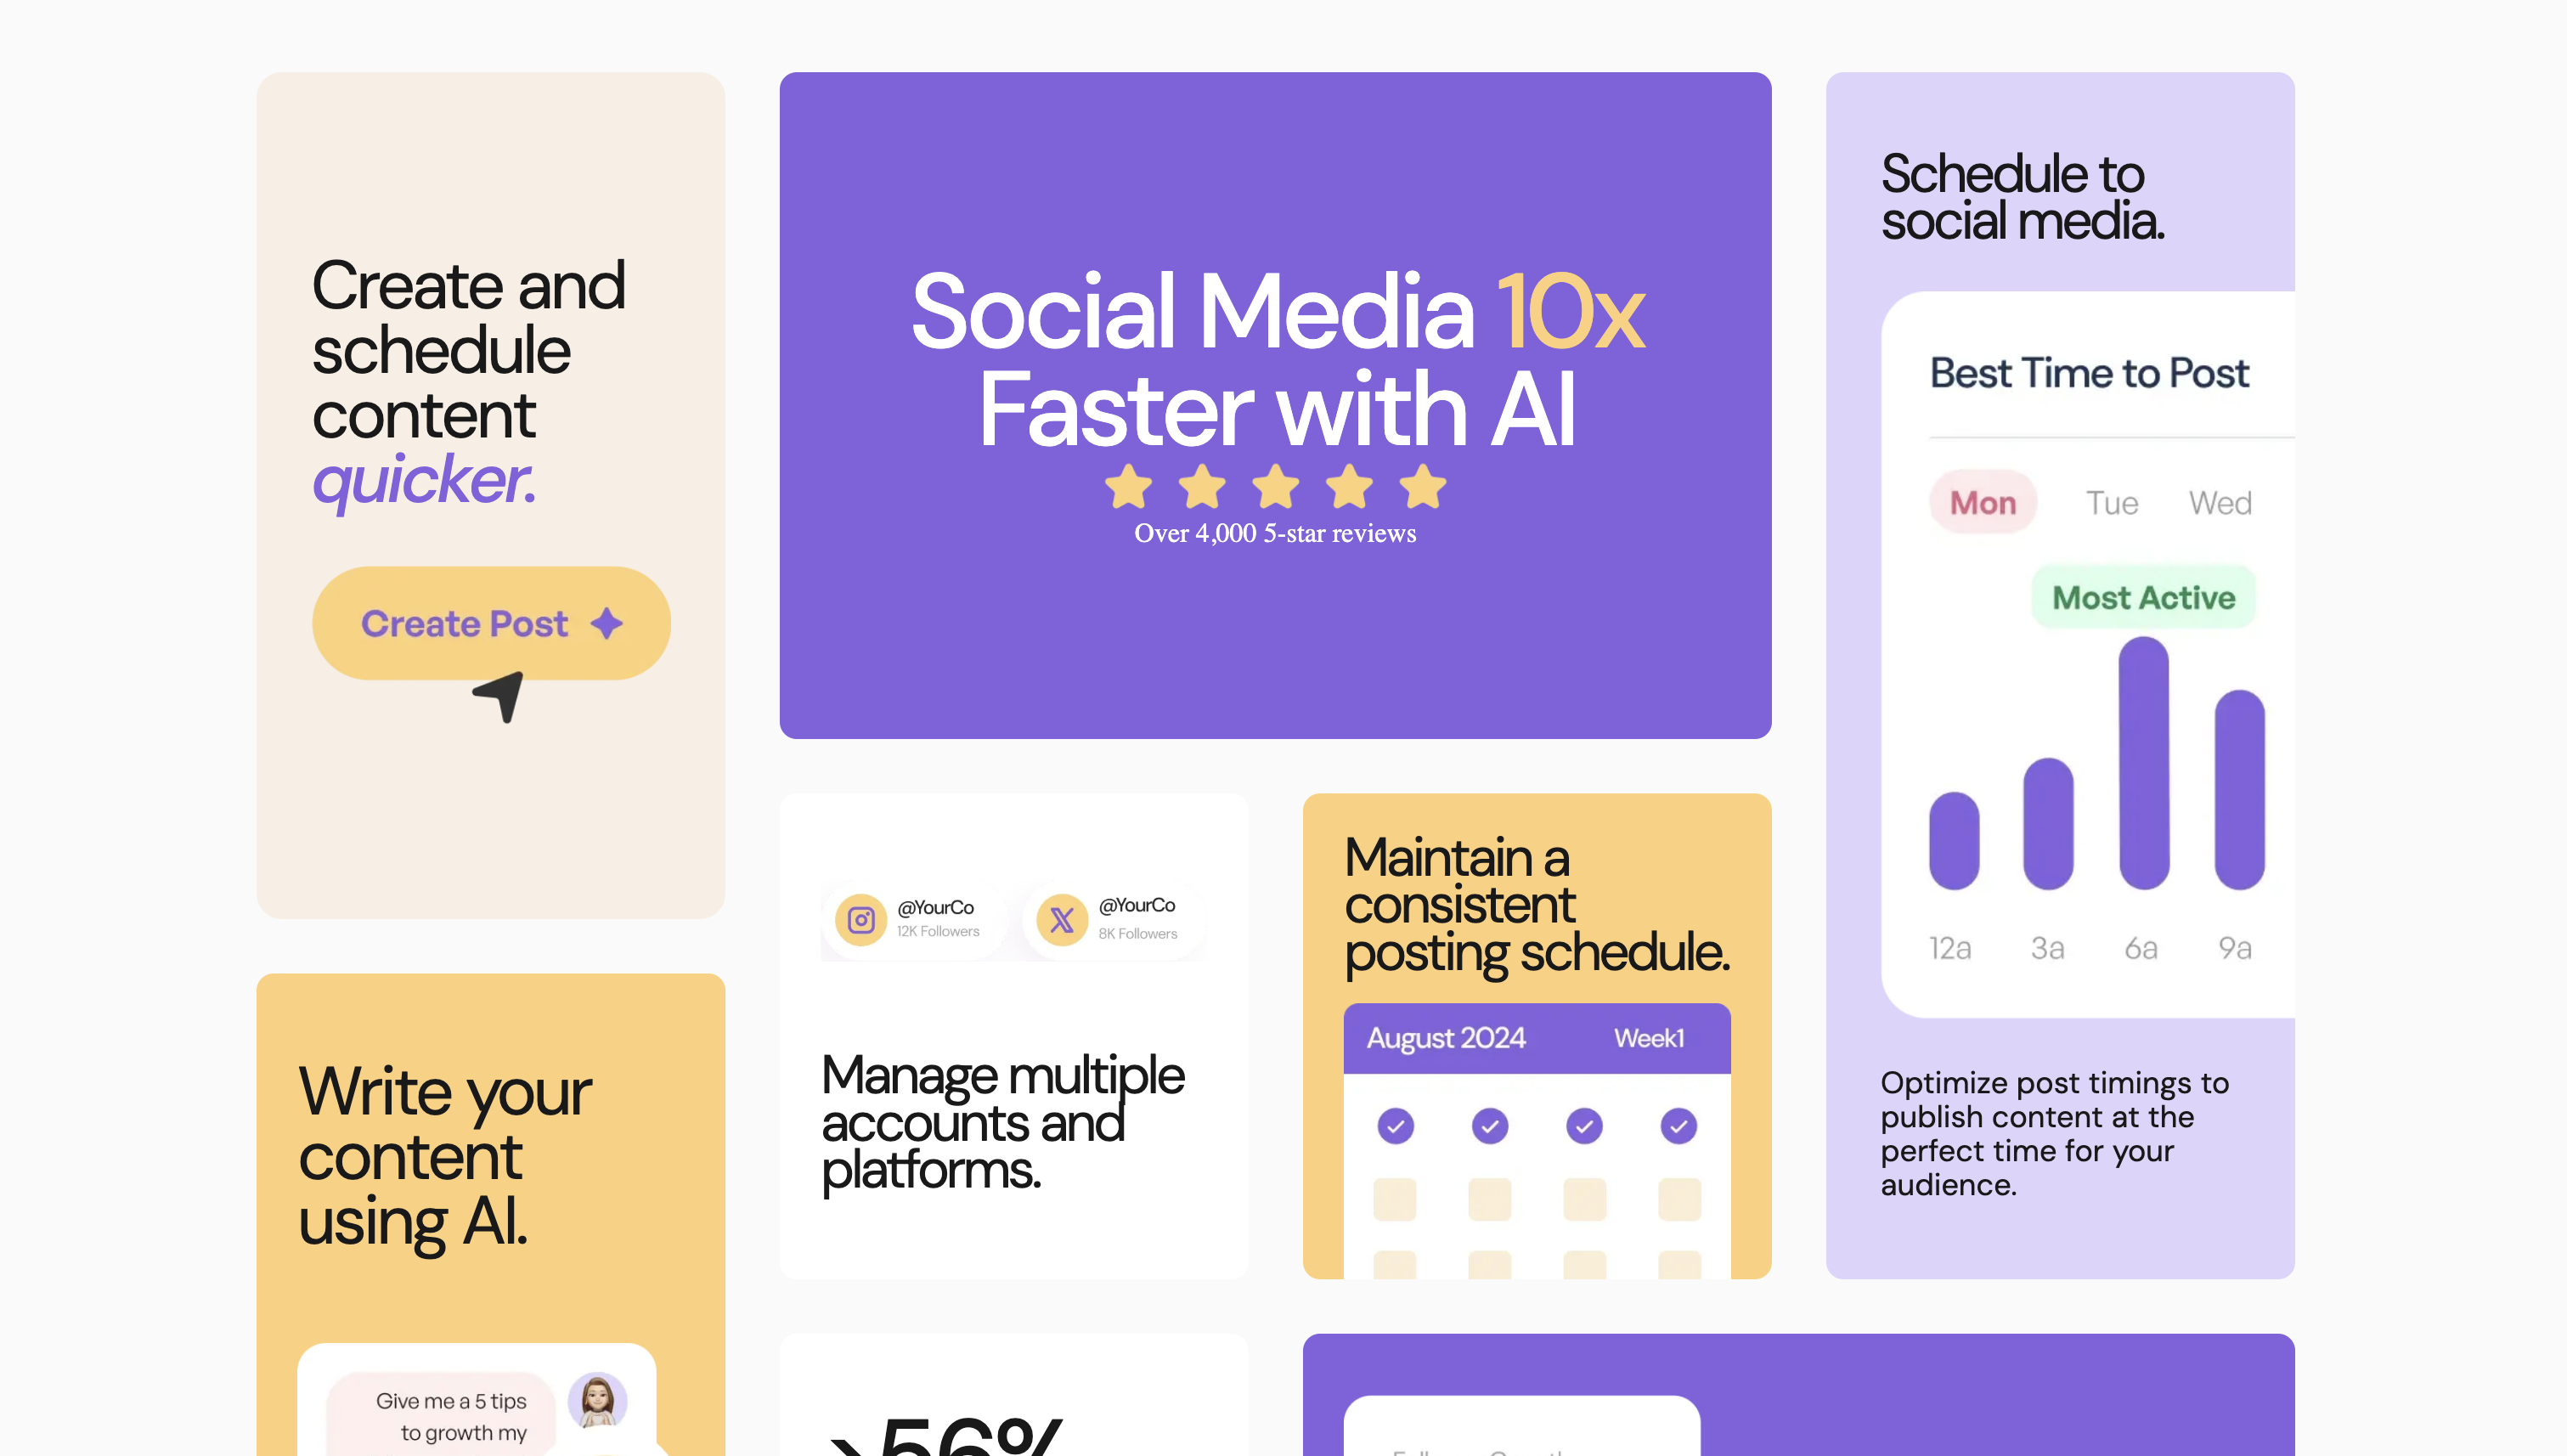 Create and
schedule
content
quicker.
Create Post
Social Media 10x
Faster with AI
Over 4,000 5-star reviews
Schedule to
social media.
Best Time to Post
Mon Tue Wed
Most Active
12a 3a 6a 9a
Optimize post timings to
publish content at the
perfect time for your
audience.
@YourCo
12K Followers
@YourCo
8K Followers
Manage multiple
accounts and
platforms.
Maintain a
consistent
posting schedule.
August 2024 Week1
Write your
content
using AI.
Give me a 5 tips
to growth my
56%